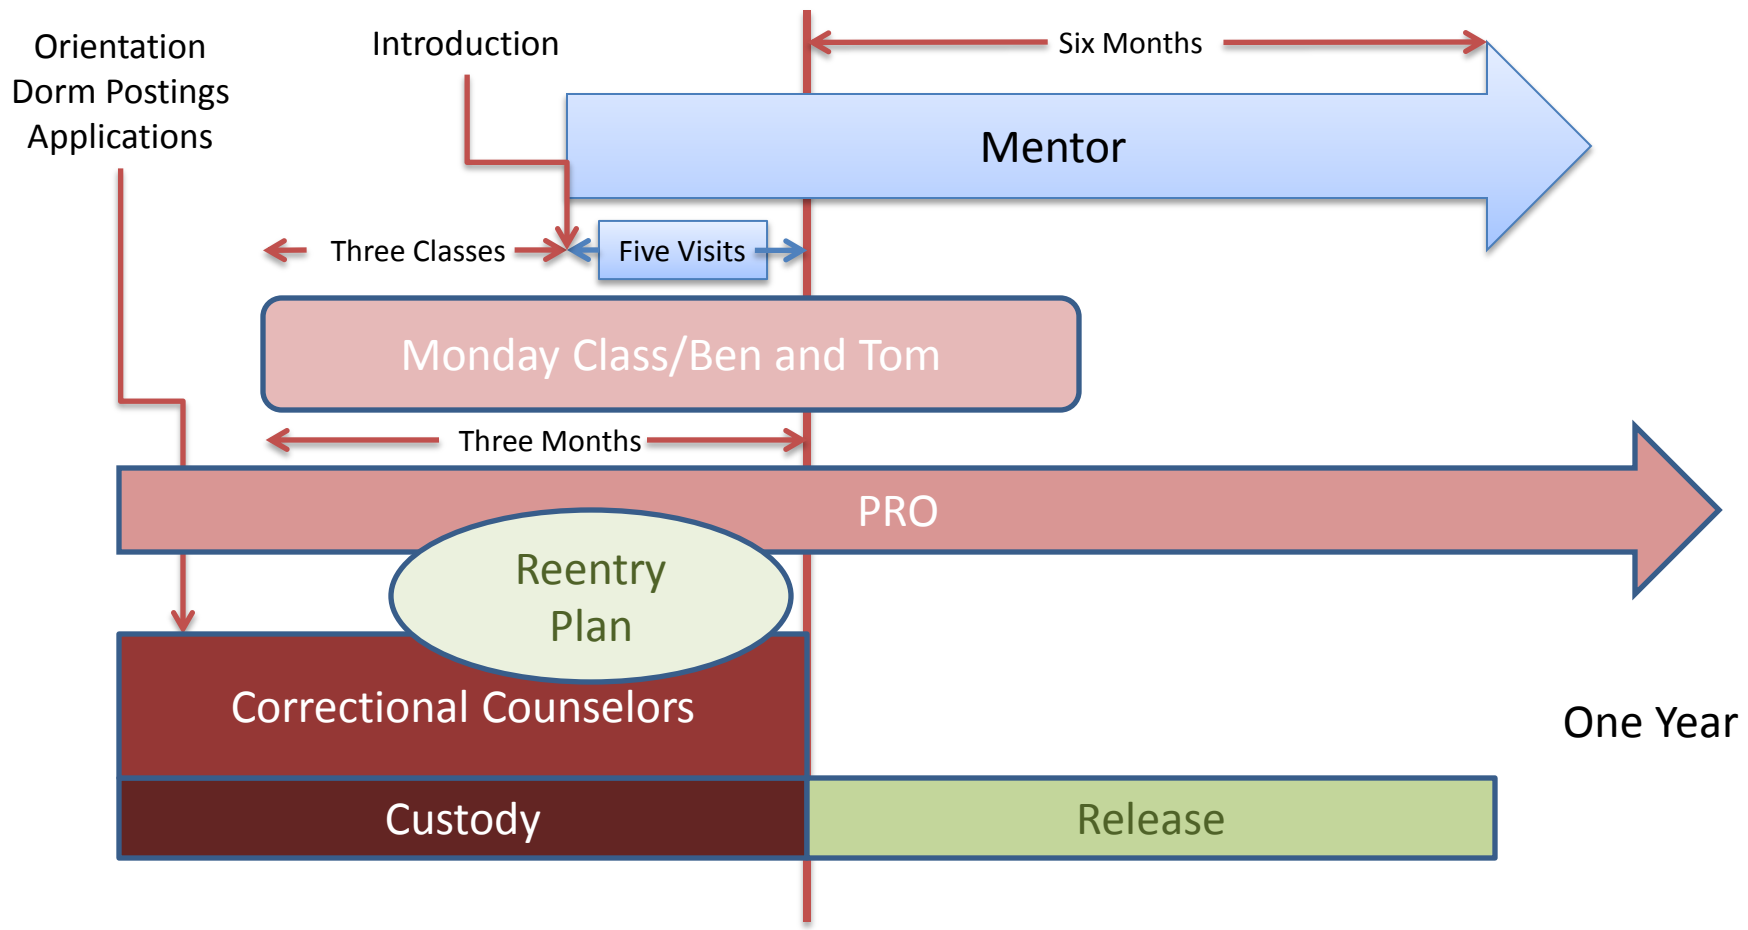 Orientation
Dorm Postings
Applications
Introduction
Six Months
Mentor
Three Classes
Five Visits
Monday Class/Ben and Tom
Three Months
PRO
Reentry
Plan
Correctional Counselors
One Year
Custody
Release